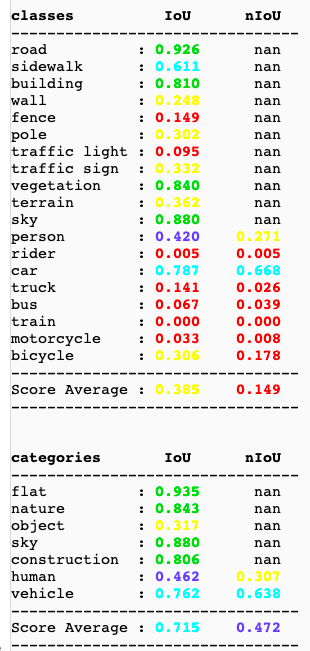 classes IoU nIoU
--------------------------------
road : 0.926 nan
sidewalk : 0.611 nan
building : 0.810 nan
wall : 0.248 nan
fence : 0.149 nan
pole : 0.302 nan
traffic light : 0.095 nan
traffic sign : 0.332 nan
vegetation : 0.840 nan
terrain : 0.362 nan
sky : 0.880 nan
person : 0.420 0.271
rider : 0.005 0.005
car : 0.787 0.668
truck : 0.141 0.026
bus : 0.067 0.039
train : 0.000 0.000
motorcycle : 0.033 0.008
bicycle : 0.306 0.178
--------------------------------
Score Average : 0.385 0.149
--------------------------------
categories IoU nIoU
--------------------------------
flat : 0.935 nan
nature : 0.843 nan
object : 0.317 nan
sky : 0.880 nan
construction : 0.806 nan
human : 0.462 0.307
vehicle : 0.762 0.638
--------------------------------
Score Average : 0.715 0.472
--------------------------------